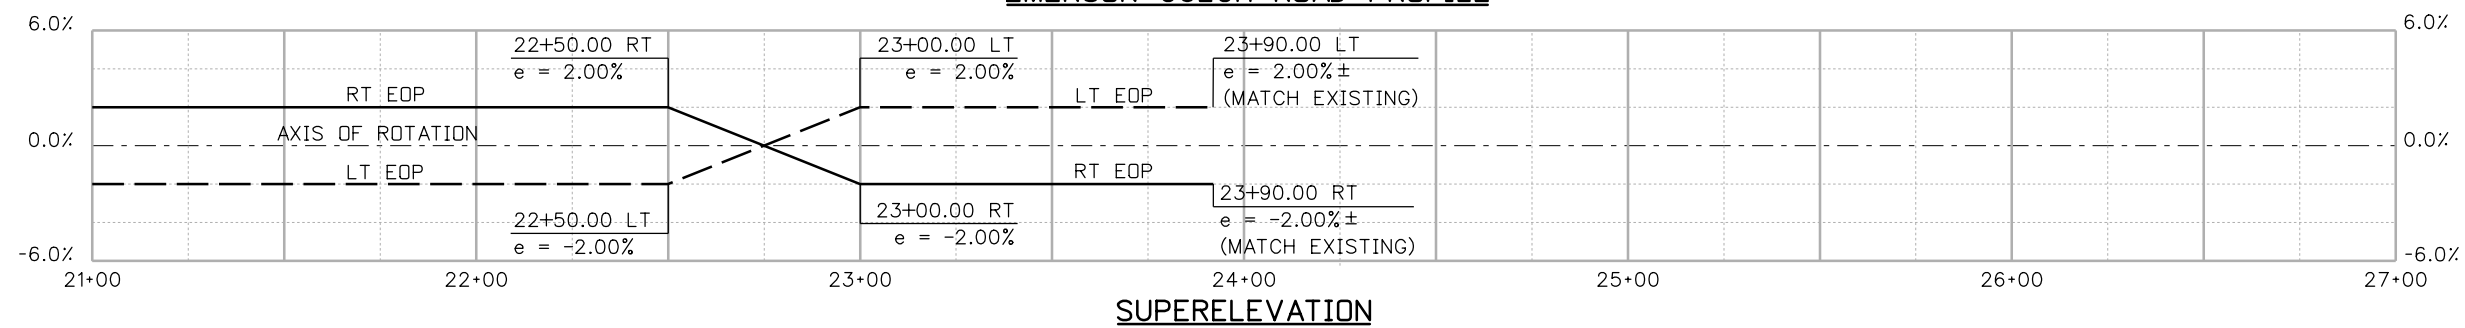 6.0%
6.0%
22+50.00 RT
e = 2.00%
23+00.00 LT
e = 2.00%
23+90.00 LT
e = 2.00%±
(MATCH EXISTING)
RT EOP
LT EOP
AXIS OF ROTATION
0.0%
0.0%
LT EOP
RT EOP
22+50.00 LT
e = -2.00%
23+00.00 RT
e = -2.00%
23+90.00 RT
e = -2.00%±
(MATCH EXISTING)
-6.0%
-6.0%
21+00
22+00
23+00
24+00
25+00
26+00
27+00
SUPERELEVATION